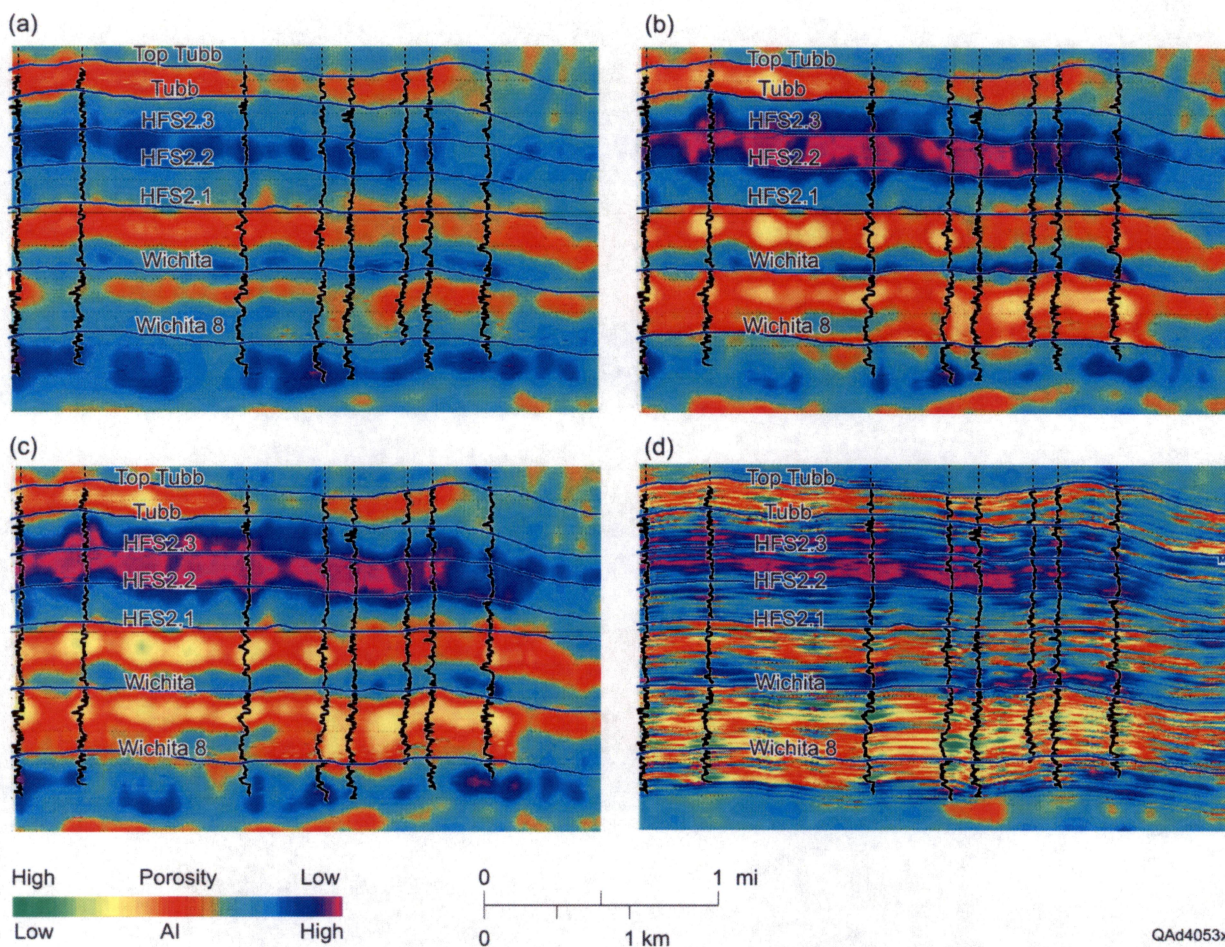 (a)
Top Tubb
Tubb
HFS2.3
HFS2.2
HFS2.1
Wichita
Wichita 8
(b)
Top Tubb
Tubb
HFS2.3
HFS2.2
HFS2.1
Wichita
Wichita 8
(c)
Top Tubb
Tubb
HFS2.3
HFS2.2
HFS2.1
Wichita
Wichita 8
(d)
Top Tubb
Tubb
HFS2.3
HFS2.2
HFS2.1
Wichita
Wichita 8
High Porosity Low
Low AI High
0 1 mi
0 1 km
QAd4053x